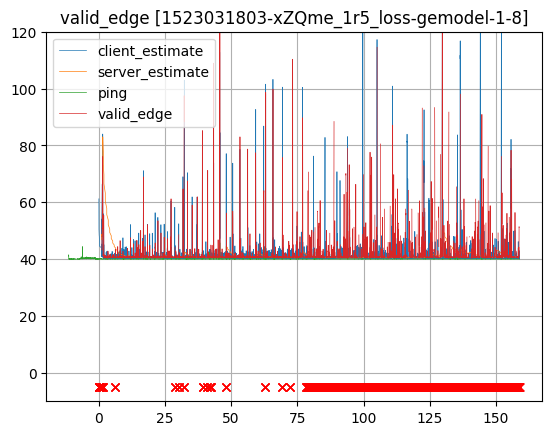 valid_edge [1523031803-xZQme_1r5_loss-gemodel-1-8]
120
100
80
60
40
20
0
client_estimate
server_estimate
ping
valid_edge
0 25 50 75 100 125 150